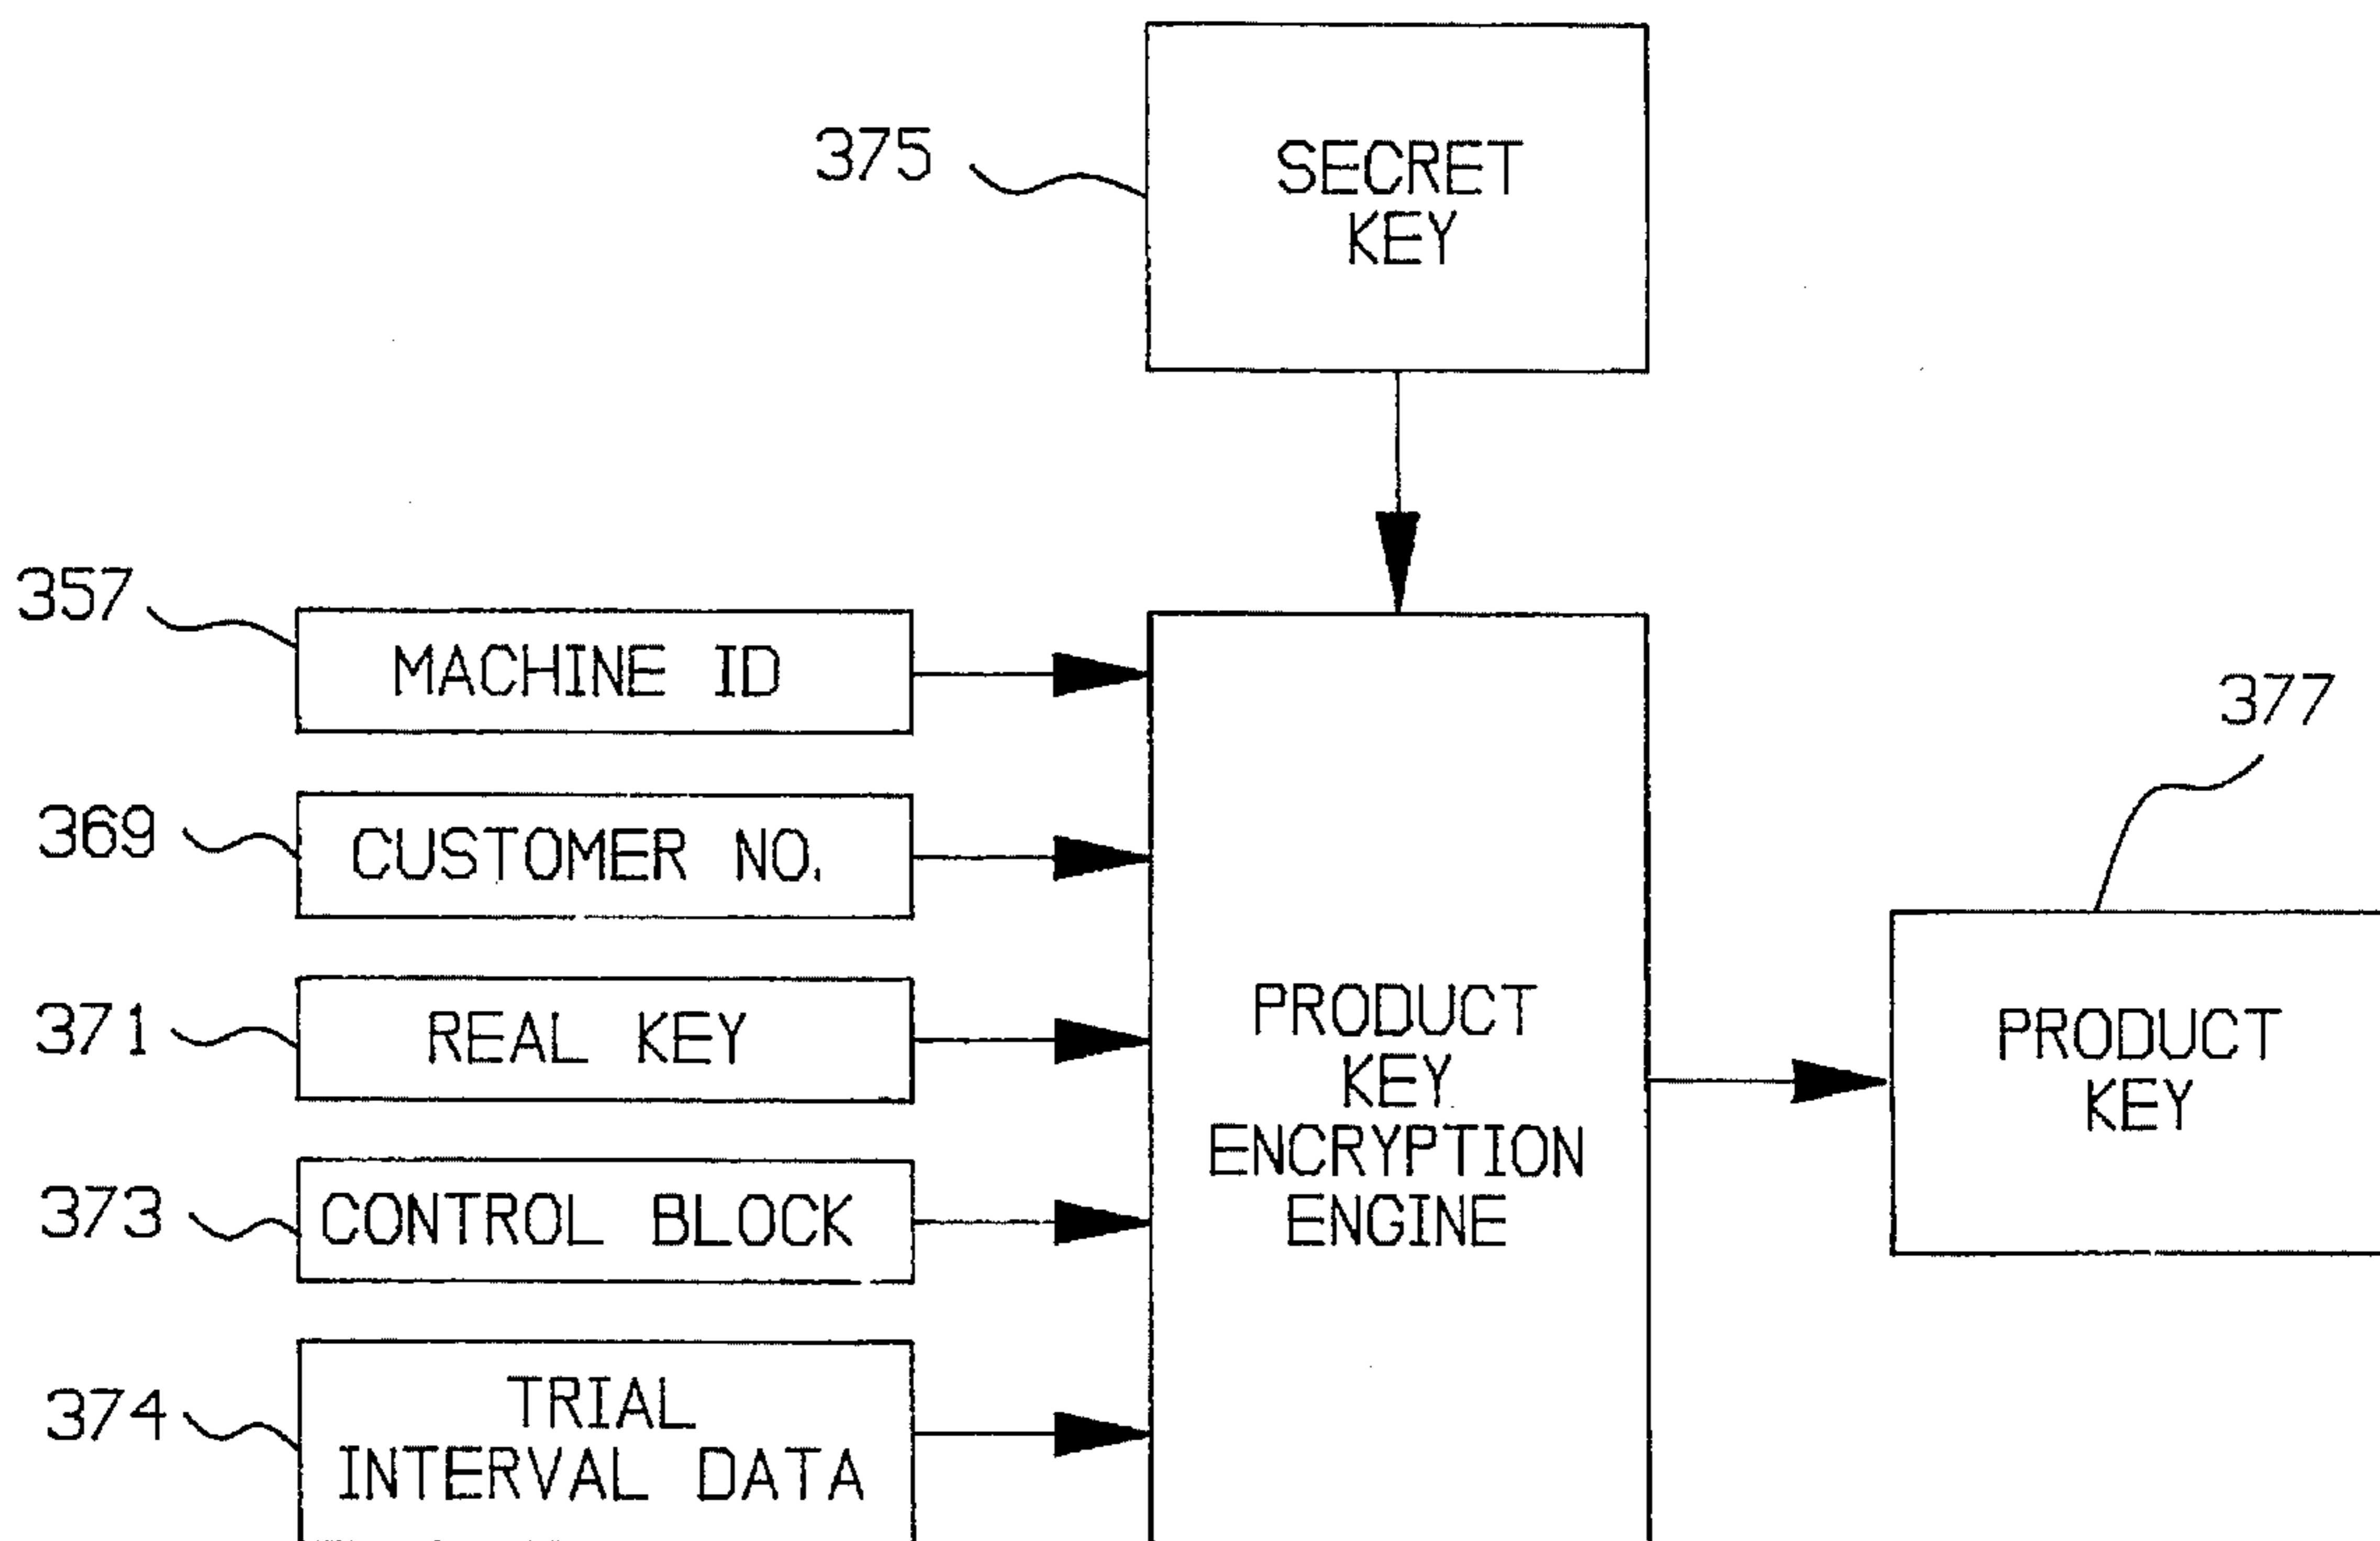 375
SECRET
KEY
357
MACHINE ID
377
369
CUSTOMER NO.
371
REAL KEY
PRODUCT
KEY
ENCRYPTION
ENGINE
PRODUCT
KEY
373
CONTROL BLOCK
374
TRIAL
INTERVAL DATA